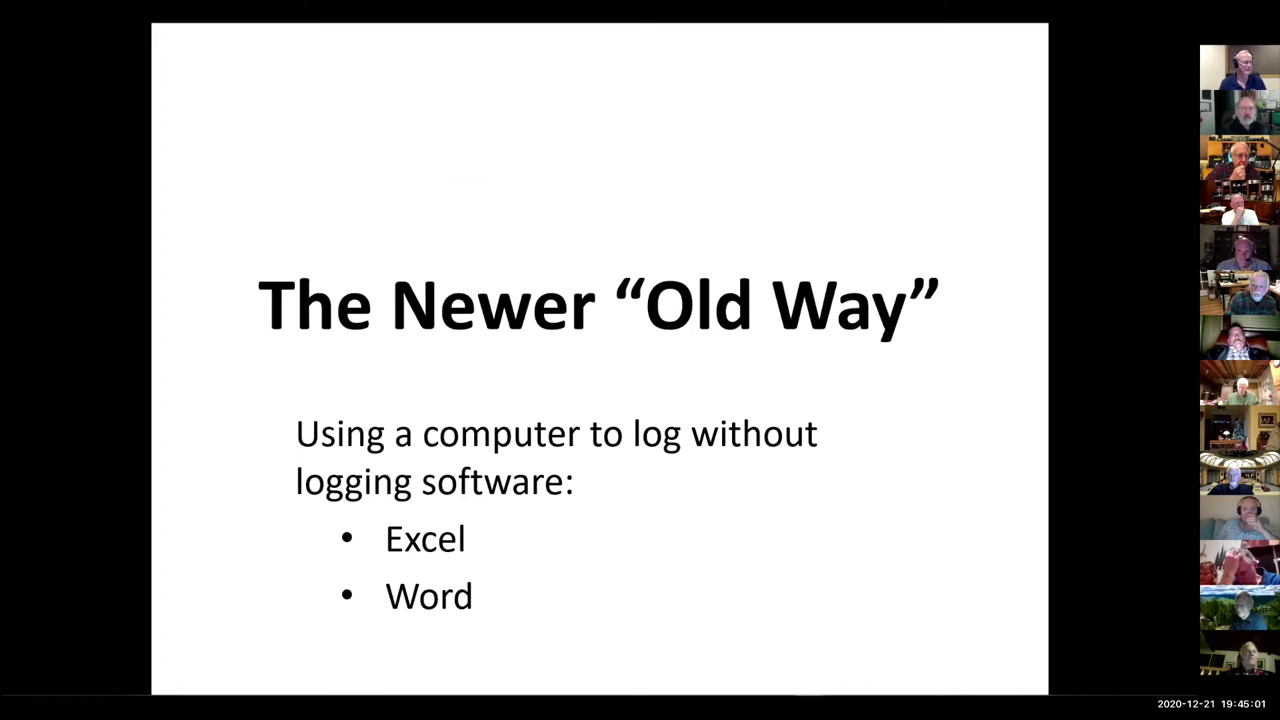 The Newer “Old Way”
Using a computer to log without
logging software:
• Excel
• Word
2020-12-21 19:45:01